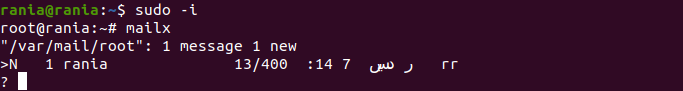 rania@rania:~$ sudo -i
root@rania:~# mailx
"/var/mail/root": 1 message 1 new
>N 1 rania 13/400 :14 7 ر rr
?